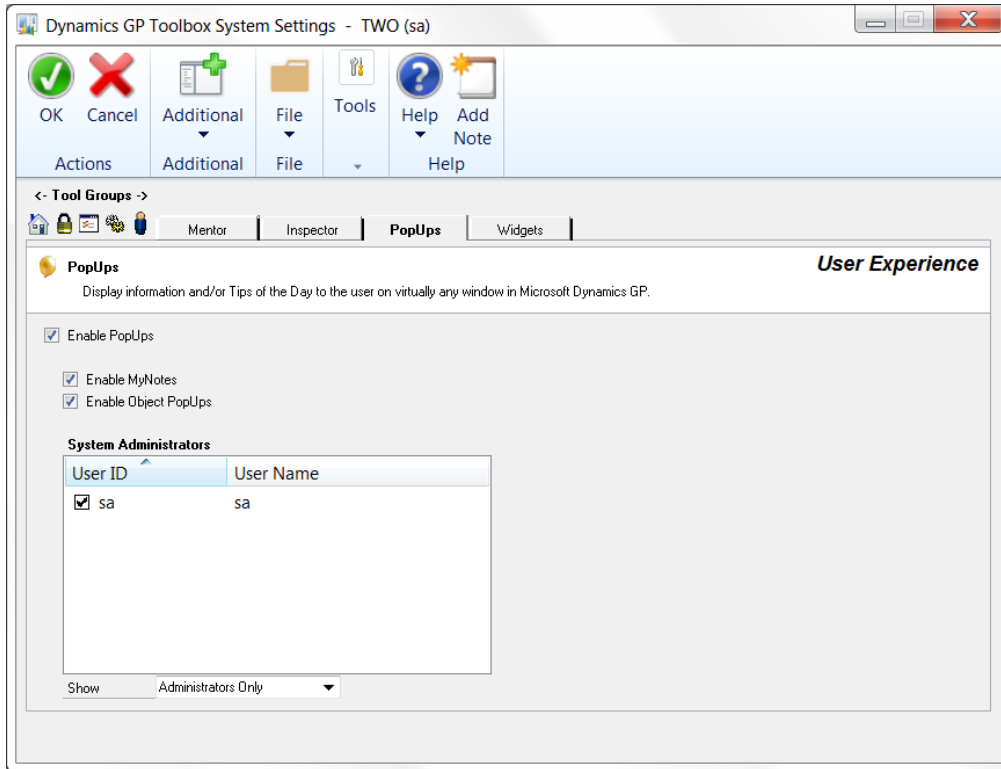 Dynamics GP Toolbox System Settings - TWO (sa)
OK Cancel Additional File Tools Help Add Note
Actions Additional File Help
<- Tool Groups ->
Mentor Inspector PopUps Widgets
PopUps User Experience
Display information and/or Tips of the Day to the user on virtually any window in Microsoft Dynamics GP.
Enable PopUps
Enable MyNotes
Enable Object PopUps
System Administrators
User ID User Name
sa sa
Show Administrators Only